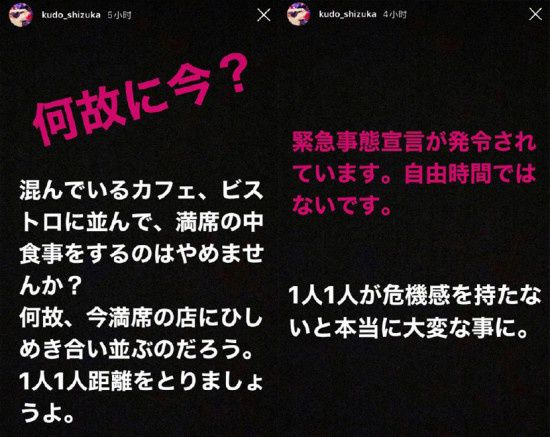 kudo_shizuka 5小时
何故に今？
混んでいるカフェ、ビス
トロに並んで、満席の中
食事をするのはやめませ
んか？
何故、今満席の店にひし
めき合い並ぶのだろう。
1人1人距離をとりましょ
うよ。
kudo_shizuka 4小时
緊急事態宣言が発令され
ています。自由時間では
ないです。
1人1人が危機感を持たな
いと本当に大変な事に。